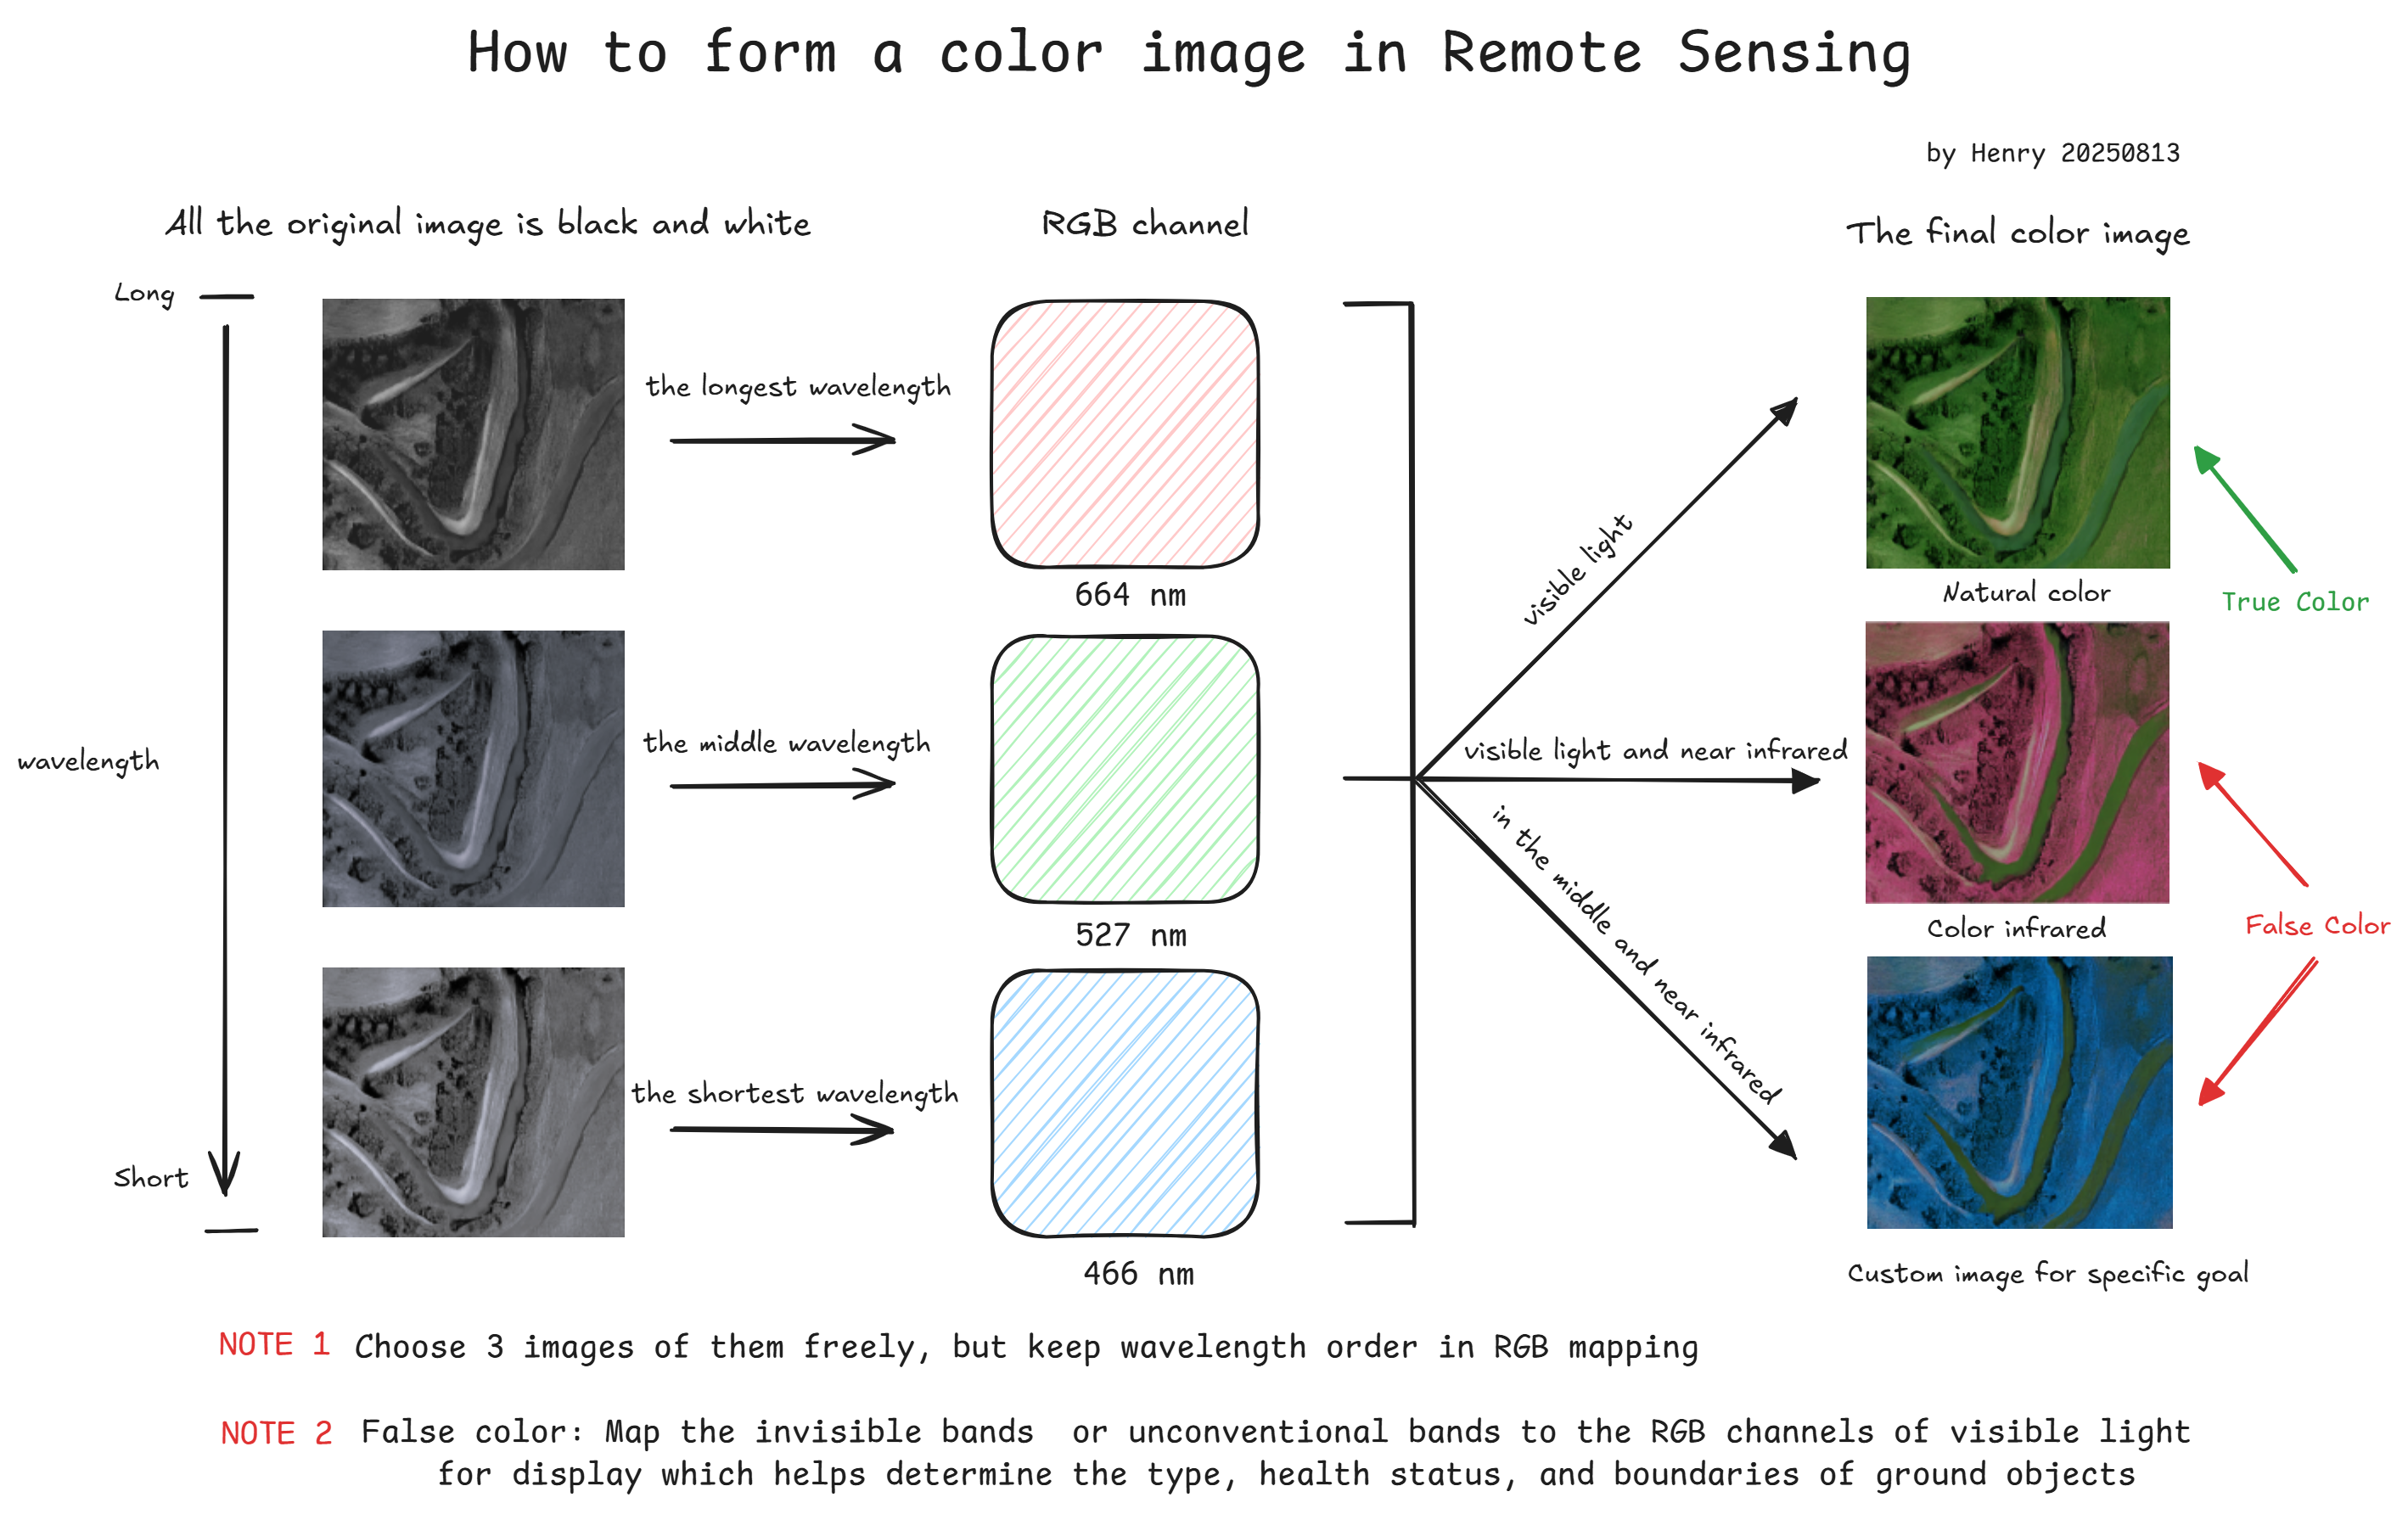 How to form a color image in Remote Sensing
by Henry 20250813
All the original image is black and white
RGB channel
The final color image
Long
the longest wavelength
664 nm
visible light
Natural color
True Color
wavelength
the middle wavelength
527 nm
visible light and near infrared
Color infrared
False Color
in the middle and near infrared
Short
the shortest wavelength
466 nm
Custom image for specific goal
NOTE 1 Choose 3 images of them freely, but keep wavelength order in RGB mapping
NOTE 2 False color: Map the invisible bands or unconventional bands to the RGB channels of visible light
for display which helps determine the type, health status, and boundaries of ground objects